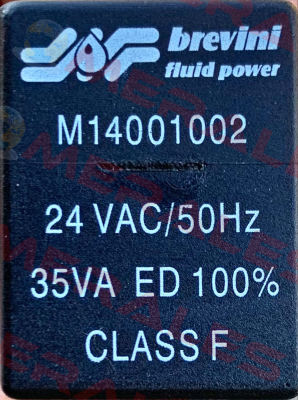 brevini
fluid power
M14001002
24 VAC/50Hz
35VA ED 100%
CLASS F